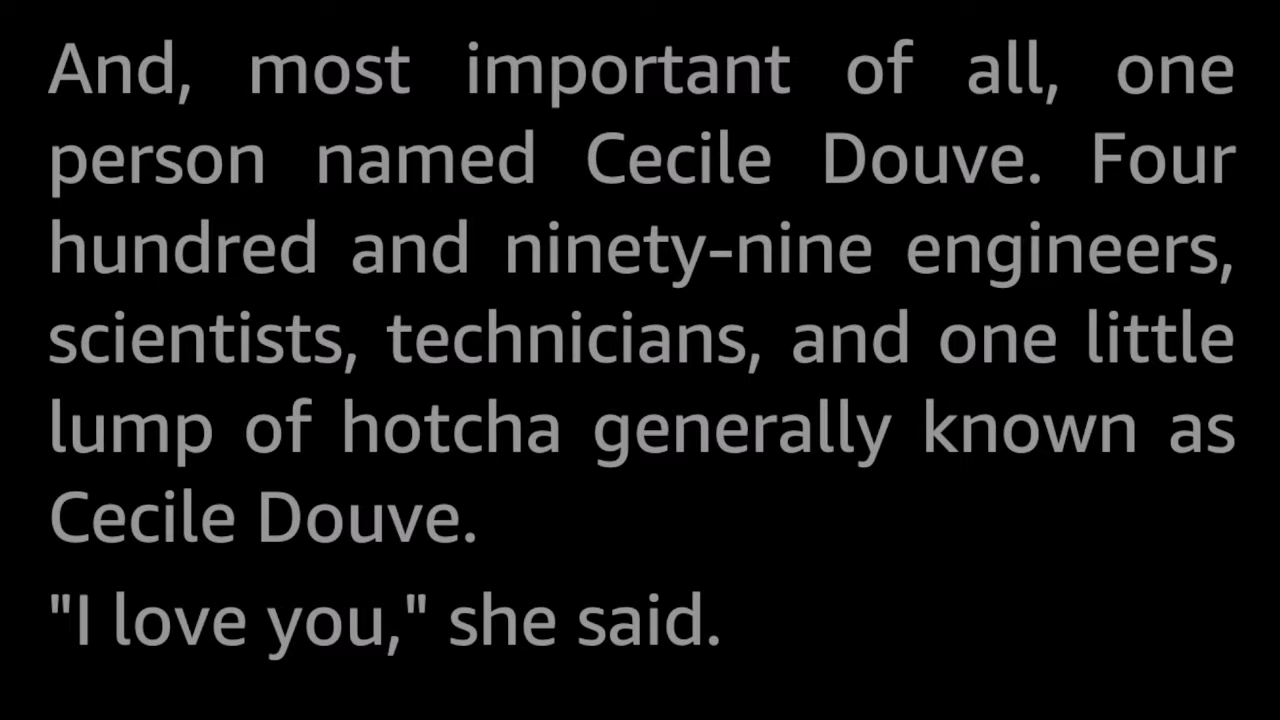 And, most important of all, one
person named Cecile Douve. Four
hundred and ninety-nine engineers,
scientists, technicians, and one little
lump of hotcha generally known as
Cecile Douve.
"I love you," she said.